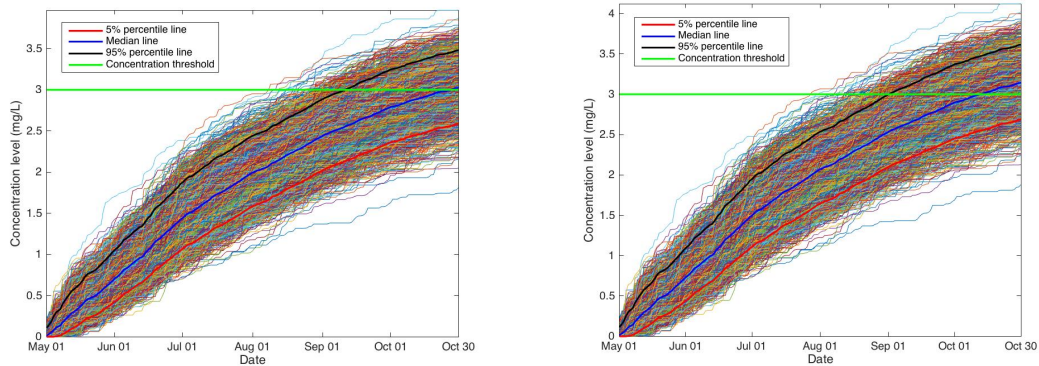 5% percentile line
Median line
95% percentile line
Concentration threshold
Concentration level (mg/L)
3.5
3
2.5
2
1.5
1
0.5
0
May 01 Jun 01 Jul 01 Aug 01 Sep 01 Oct 01 Oct 30
Date
5% percentile line
Median line
95% percentile line
Concentration threshold
Concentration level (mg/L)
4
3.5
3
2.5
2
1.5
1
0.5
0
May 01 Jun 01 Jul 01 Aug 01 Sep 01 Oct 01 Oct 30
Date